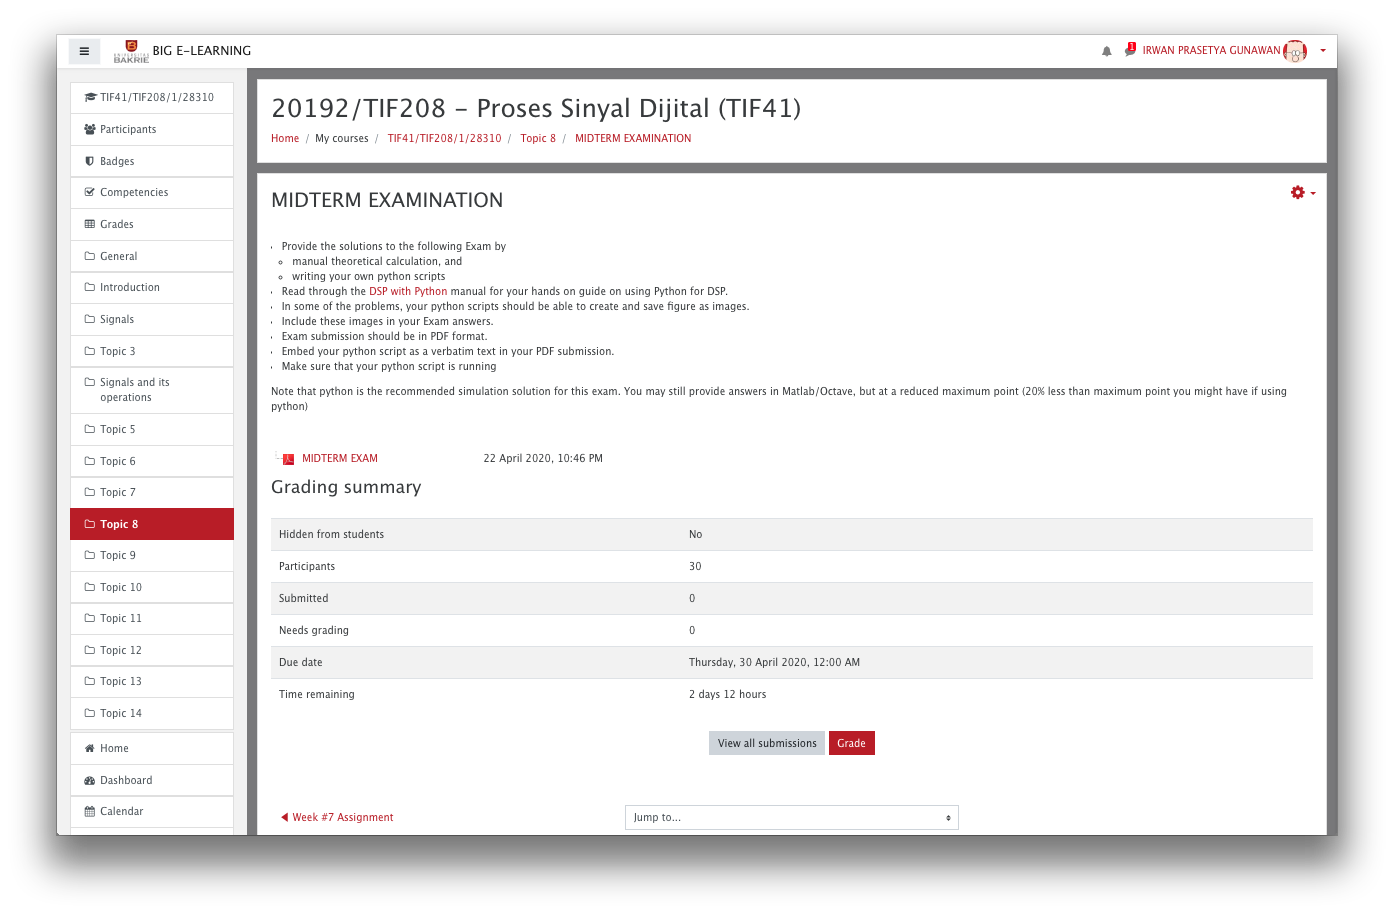 BAKRIE
BIG E-LEARNING
1
IRWAN PRASETYA GUNAWAN
TIF41/TIF208/1/28310
Participants
Badges
Competencies
Grades
General
Introduction
Signals
Topic 3
Signals and its
operations
Topic 5
Topic 6
Topic 7
Topic 8
Topic 9
Topic 10
Topic 11
Topic 12
Topic 13
Topic 14
Home
Dashboard
Calendar
20192/TIF208 - Proses Sinyal Dijital (TIF41)
Home / My courses / TIF41/TIF208/1/28310 / Topic 8 / MIDTERM EXAMINATION
MIDTERM EXAMINATION
Provide the solutions to the following Exam by
manual theoretical calculation, and
writing your own python scripts
Read through the DSP with Python manual for your hands on guide on using Python for DSP.
In some of the problems, your python scripts should be able to create and save figure as images.
Include these images in your Exam answers.
Exam submission should be in PDF format.
Embed your python script as a verbatim text in your PDF submission.
Make sure that your python script is running
Note that python is the recommended simulation solution for this exam. You may still provide answers in Matlab/Octave, but at a reduced maximum point (20% less than maximum point you might have if using
python)
MIDTERM EXAM 22 April 2020, 10:46 PM
Grading summary
Hidden from students No
Participants 30
Submitted 0
Needs grading 0
Due date Thursday, 30 April 2020, 12:00 AM
Time remaining 2 days 12 hours
View all submissions Grade
Week #7 Assignment
Jump to...